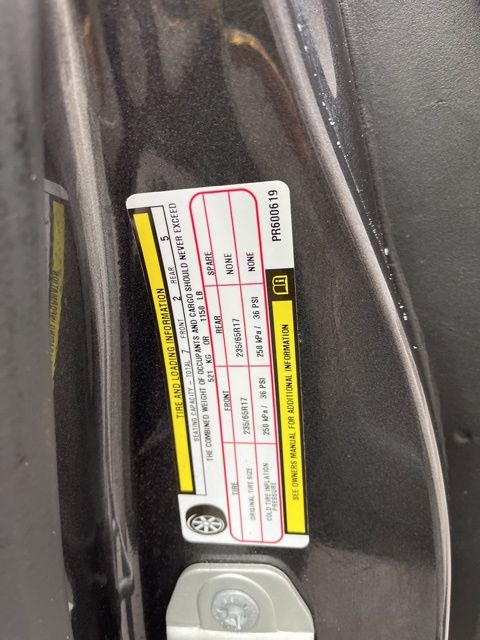 TIRE AND LOADING INFORMATION
SEATING CAPACITY - TOTAL 7 FRONT 2 REAR 5
THE COMBINED WEIGHT OF OCCUPANTS AND CARGO SHOULD NEVER EXCEED
521 KG OR 1150 LB
TIRE FRONT REAR SPARE
ORIGINAL TIRE SIZE 235/65R17 235/65R17 NONE
COLD TIRE INFLATION PRESSURE 250 kPa / 36 PSI 250 kPa / 36 PSI NONE
SEE OWNERS MANUAL FOR ADDITIONAL INFORMATION
PR600619